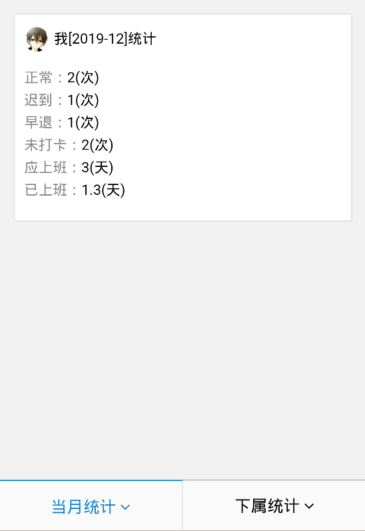 我[2019-12]统计
正常：2(次)
迟到：1(次)
早退：1(次)
未打卡：2(次)
应上班：3(天)
已上班：1.3(天)
当月统计
下属统计